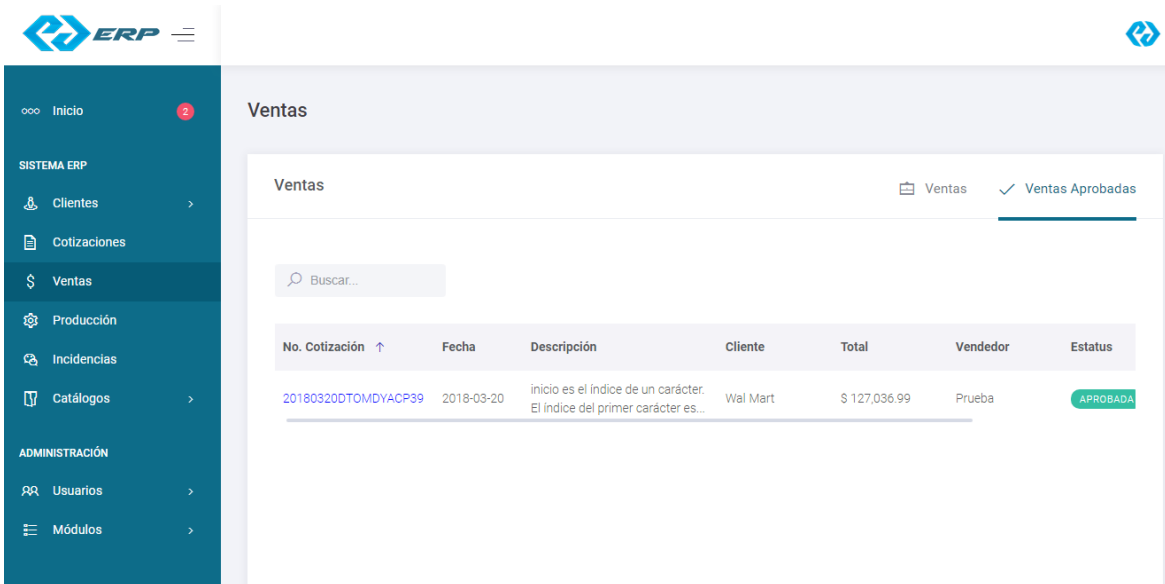 ERP
Inicio 2
SISTEMA ERP
Clientes
Cotizaciones
Ventas
Producción
Incidencias
Catálogos
ADMINISTRACIÓN
Usuarios
Módulos
Ventas
Ventas
Ventas
Ventas Aprobadas
Buscar...
No. Cotización Fecha Descripción Cliente Total Vendedor Estatus
20180320DTOMDYACP39 2018-03-20 inicio es el índice de un carácter. Wal Mart $ 127,036.99 Prueba APROBADA
El índice del primer carácter es...